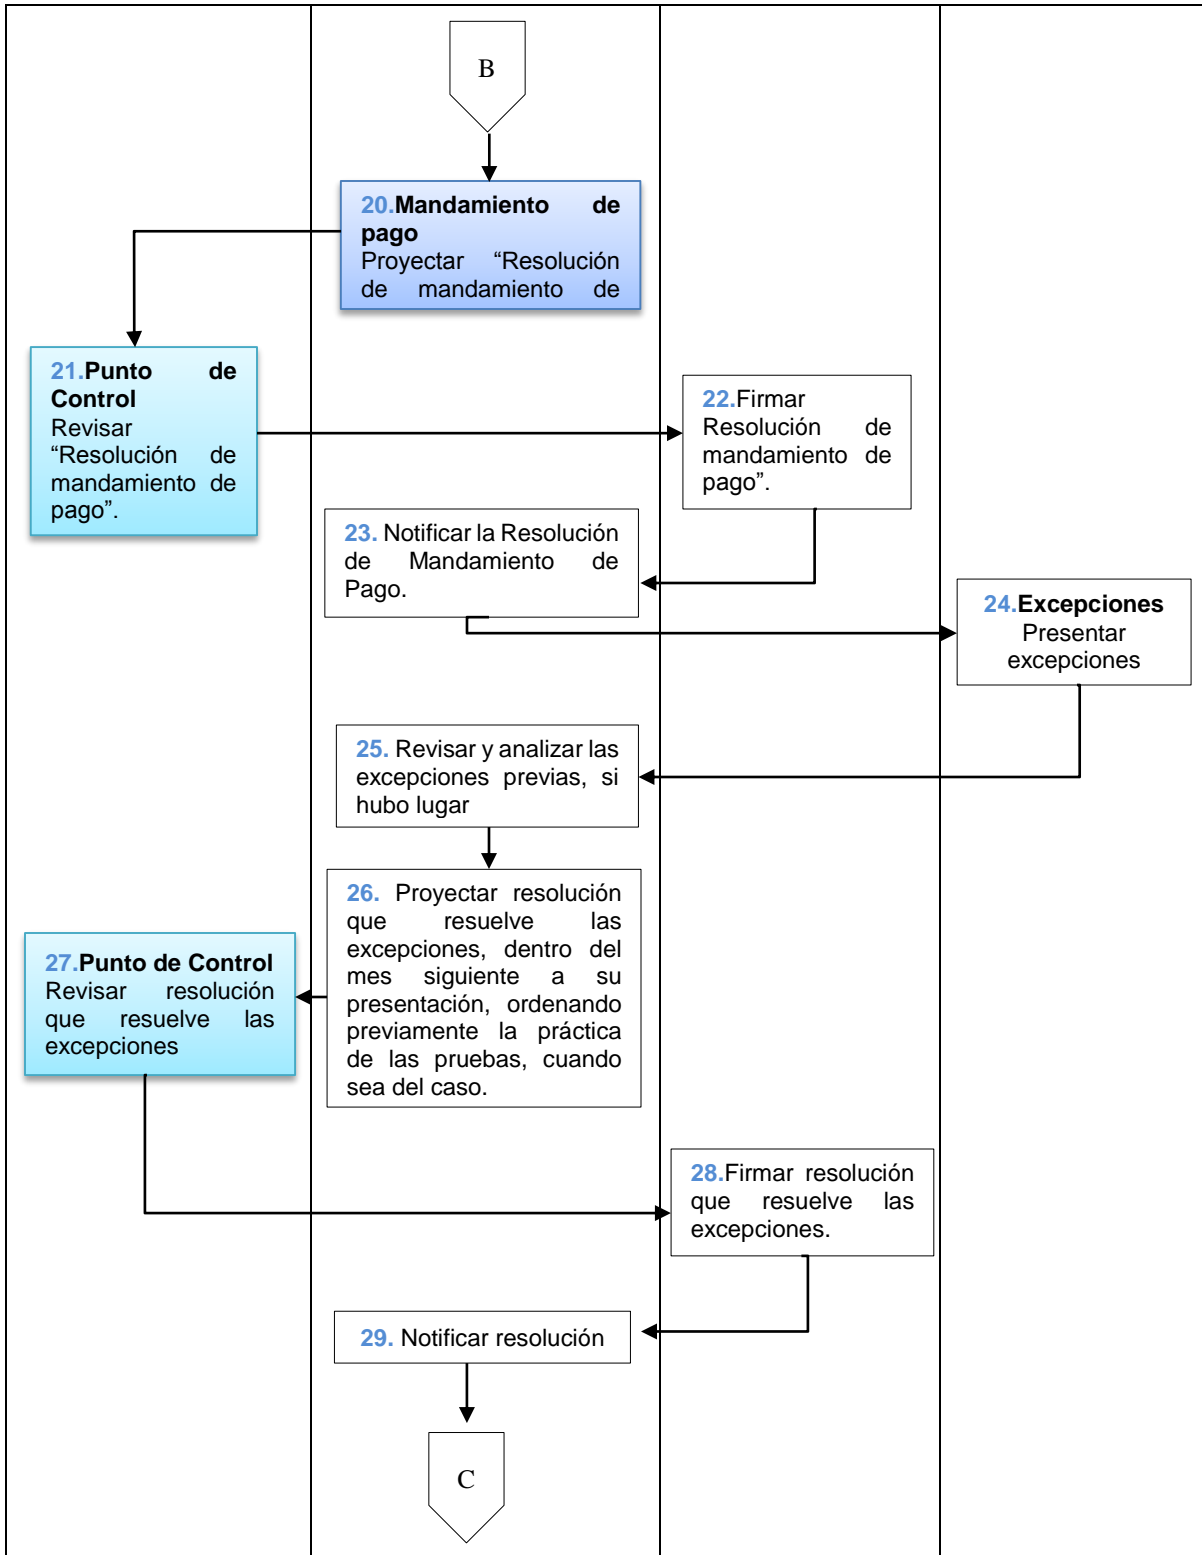 B
20.Mandamiento de
pago
Proyectar “Resolución
de mandamiento de
21.Punto de
Control
Revisar
“Resolución de
mandamiento de
pago”.
22.Firmar
Resolución de
mandamiento de
pago”.
23. Notificar la Resolución
de Mandamiento de
Pago.
24.Excepciones
Presentar
excepciones
25. Revisar y analizar las
excepciones previas, si
hubo lugar
26. Proyectar resolución
que resuelve las
excepciones, dentro del
mes siguiente a su
presentación, ordenando
previamente la práctica
de las pruebas, cuando
sea del caso.
27.Punto de Control
Revisar resolución
que resuelve las
excepciones
28.Firmar resolución
que resuelve las
excepciones.
29. Notificar resolución
C